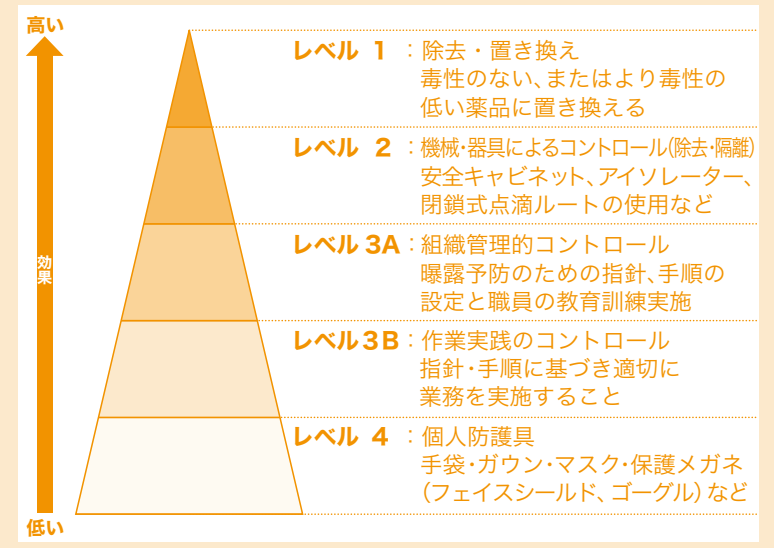 高い
レベル 1 :除去・置き換え
毒性のない、またはより毒性の
低い薬品に置き換える
レベル 2 :機械・器具によるコントロール(除去・隔離)
安全キャビネット、アイソレーター、
閉鎖式点滴ルートの使用など
レベル 3A:組織管理的コントロール
曝露予防のための指針、手順の
設定と職員の教育訓練実施
効果
レベル 3B:作業実践のコントロール
指針・手順に基づき適切に
業務を実施すること
レベル 4 :個人防護具
手袋・ガウン・マスク・保護メガネ
(フェイスシールド、ゴーグル)など
低い